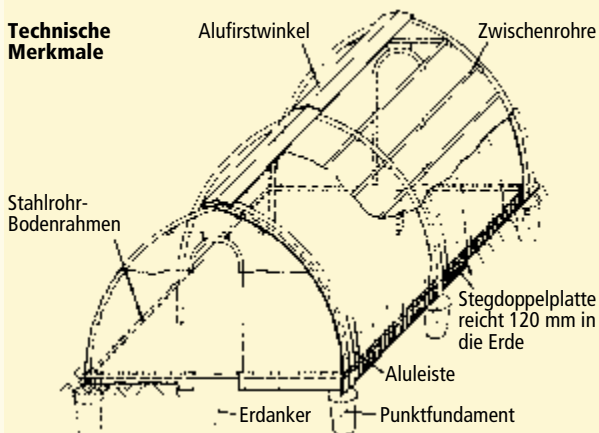 Technische
Merkmale
Alufirstwinkel
Zwischenrohre
Stahlrohr-
Bodenrahmen
Stegdoppelplatte
reicht 120 mm in
die Erde
Aluleiste
Erdanker
Punktfundament